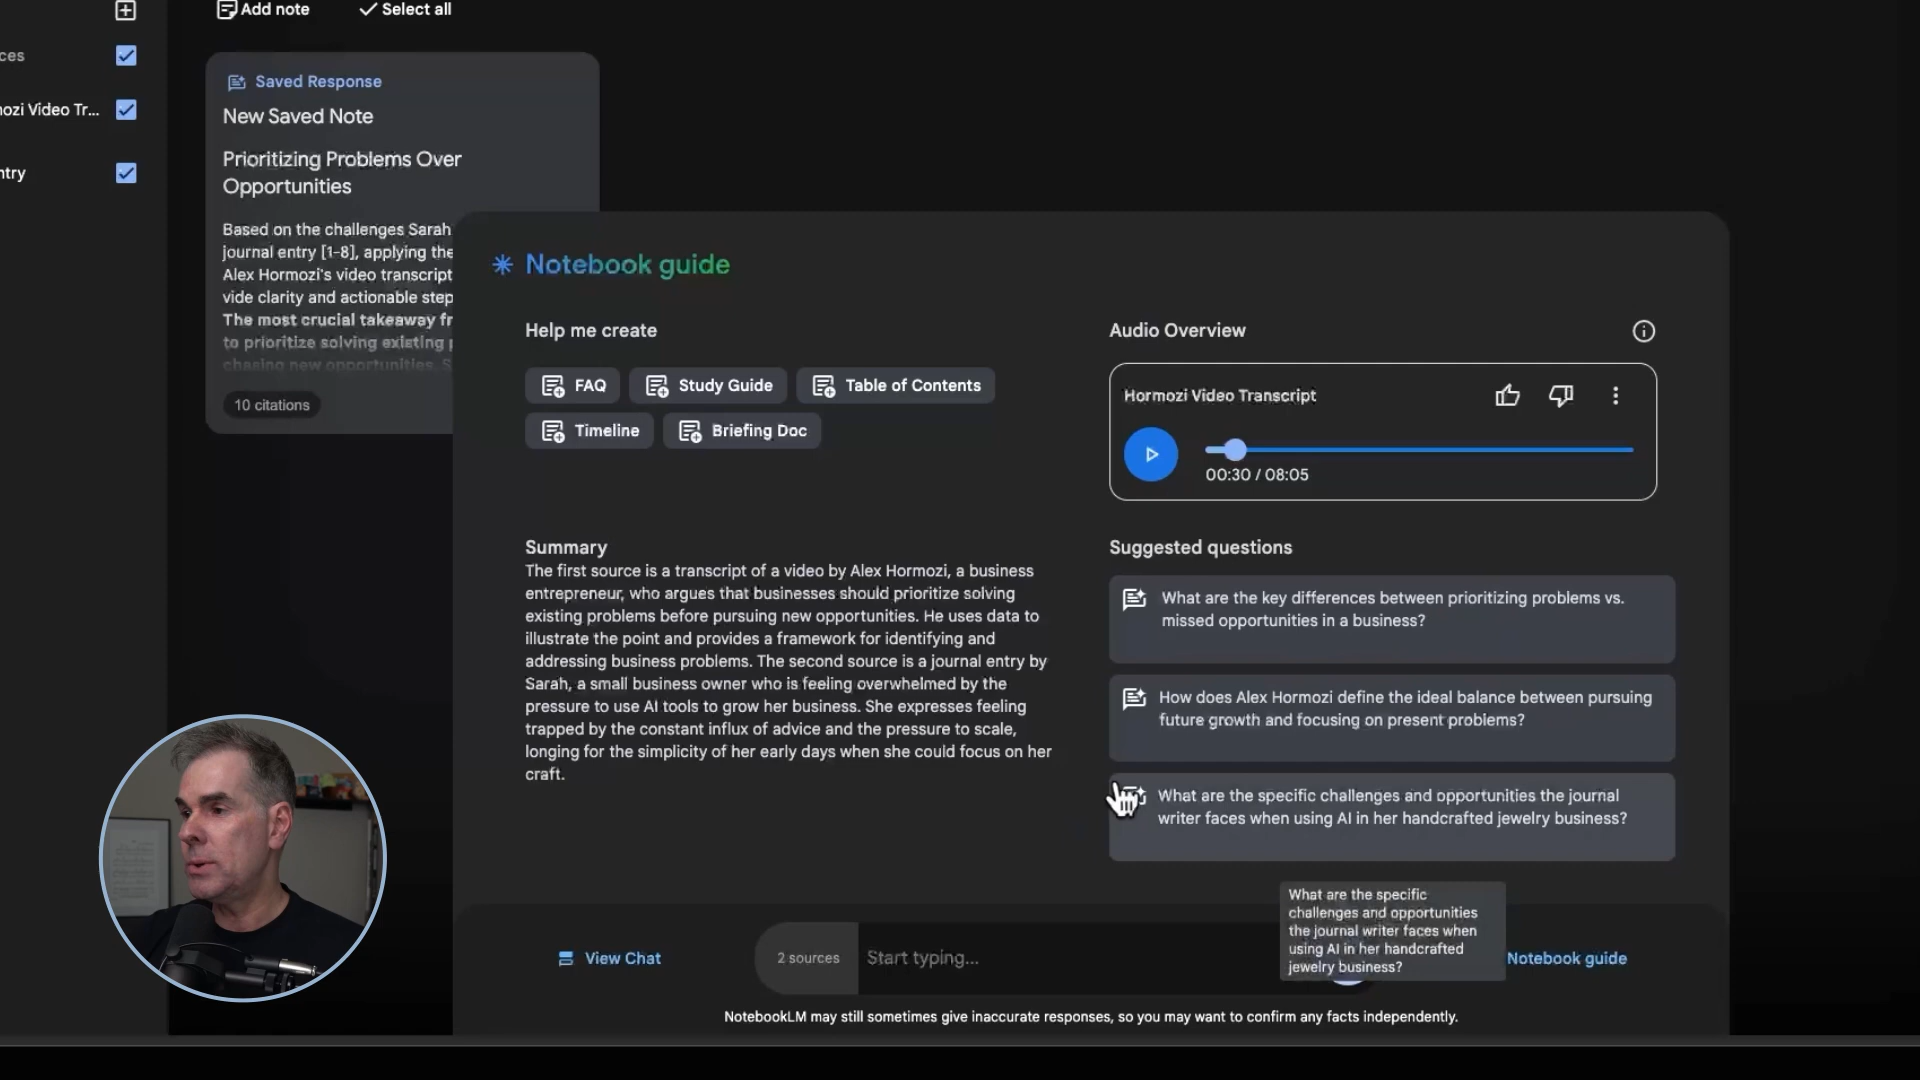 Add note
Select all
ces
nozi Video Tr...
ntry
Saved Response
New Saved Note
Prioritizing Problems Over
Opportunities
Based on the challenges Sarah
journal entry [1-8], applying the
Alex Hormozi's video transcript
vide clarity and actionable step
The most crucial takeaway fr
to prioritize solving existing p
chasing new opportunities. S
10 citations
Notebook guide
Help me create
FAQ
Study Guide
Table of Contents
Timeline
Briefing Doc
Audio Overview
Hormozi Video Transcript
00:30 / 08:05
Summary
The first source is a transcript of a video by Alex Hormozi, a business
entrepreneur, who argues that businesses should prioritize solving
existing problems before pursuing new opportunities. He uses data to
illustrate the point and provides a framework for identifying and
addressing business problems. The second source is a journal entry by
Sarah, a small business owner who is feeling overwhelmed by the
pressure to use AI tools to grow her business. She expresses feeling
trapped by the constant influx of advice and the pressure to scale,
longing for the simplicity of her early days when she could focus on her
craft.
Suggested questions
What are the key differences between prioritizing problems vs.
missed opportunities in a business?
How does Alex Hormozi define the ideal balance between pursuing
future growth and focusing on present problems?
What are the specific challenges and opportunities the journal
writer faces when using AI in her handcrafted jewelry business?
What are the specific
challenges and opportunities
the journal writer faces when
using AI in her handcrafted
jewelry business?
View Chat
2 sources
Start typing...
Notebook guide
NotebookLM may still sometimes give inaccurate responses, so you may want to confirm any facts independently.